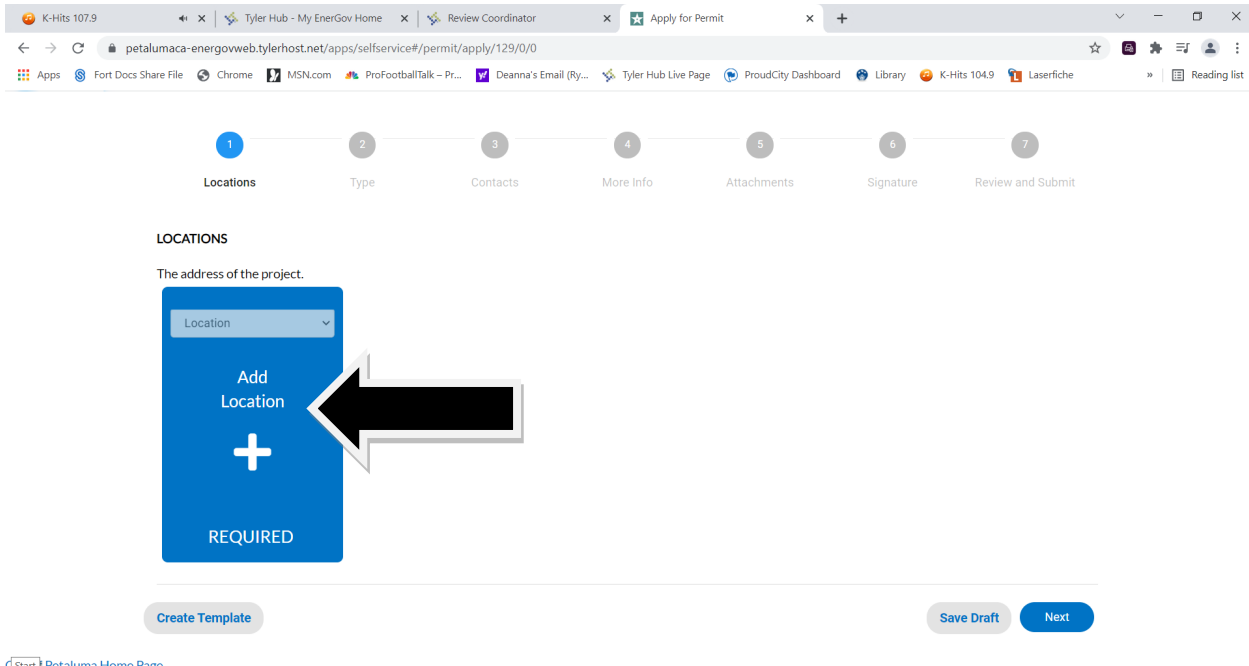 K-Hits 107.9 Tyler Hub - My EnerGov Home Review Coordinator Apply for Permit
petalumaca-energovweb.tylerhost.net/apps/selfservice#/permit/apply/129/0/0
Apps Fort Docs Share File Chrome MSN.com ProFootballTalk – Pr... Deanna's Email (Ry... Tyler Hub Live Page ProudCity Dashboard Library K-Hits 104.9 Laserfiche » Reading list
1 2 3 4 5 6 7
Locations Type Contacts More Info Attachments Signature Review and Submit
LOCATIONS
The address of the project.
Location
Add
Location
REQUIRED
Create Template Save Draft Next
Start Petaluma Home Page